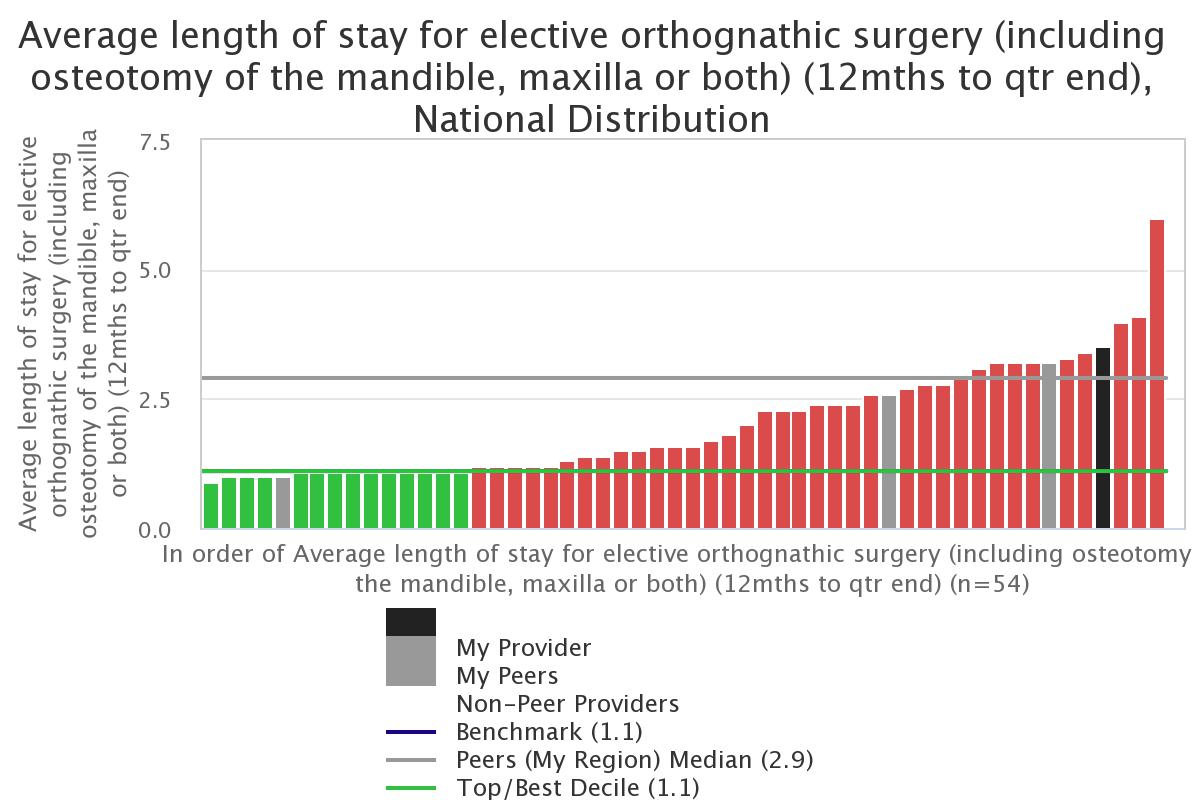 Average length of stay for elective orthognathic surgery (including
osteotomy of the mandible, maxilla or both) (12mths to qtr end),
National Distribution
Average length of stay for elective
orthognathic surgery (including
osteotomy of the mandible, maxilla
or both) (12mths to qtr end)
7.5
5.0
2.5
0.0
In order of Average length of stay for elective orthognathic surgery (including osteotomy
the mandible, maxilla or both) (12mths to qtr end) (n=54)
My Provider
My Peers
Non-Peer Providers
Benchmark (1.1)
Peers (My Region) Median (2.9)
Top/Best Decile (1.1)